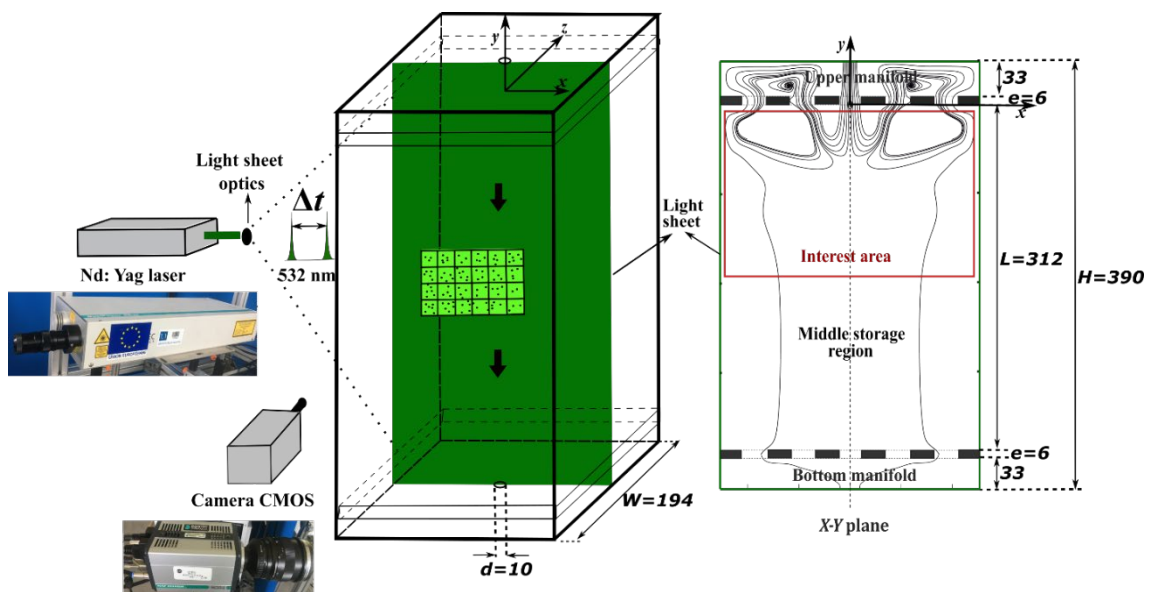 Light sheet
optics
Δt
532 nm
Nd: Yag laser
Camera CMOS
y
z
x
W=194
d=10
Light
sheet
y
Upper manifold
x
33
e=6
Interest area
L=312
H=390
Middle storage
region
e=6
33
Bottom manifold
X-Y plane